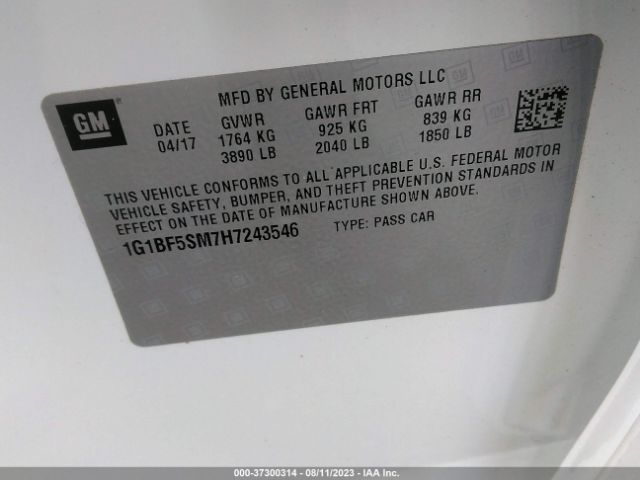 GM
MFD BY GENERAL MOTORS LLC
DATE GVWR GAWR FRT GAWR RR
04/17 1764 KG 925 KG 839 KG
3890 LB 2040 LB 1850 LB
THIS VEHICLE CONFORMS TO ALL APPLICABLE U.S. FEDERAL MOTOR
VEHICLE SAFETY, BUMPER, AND THEFT PREVENTION STANDARDS IN
EFFECT ON THE DATE OF MANUFACTURE SHOWN ABOVE.
1G1BF5SM7H7243546 TYPE: PASS CAR
000-37300314 - 08/11/2023 - IAA Inc.